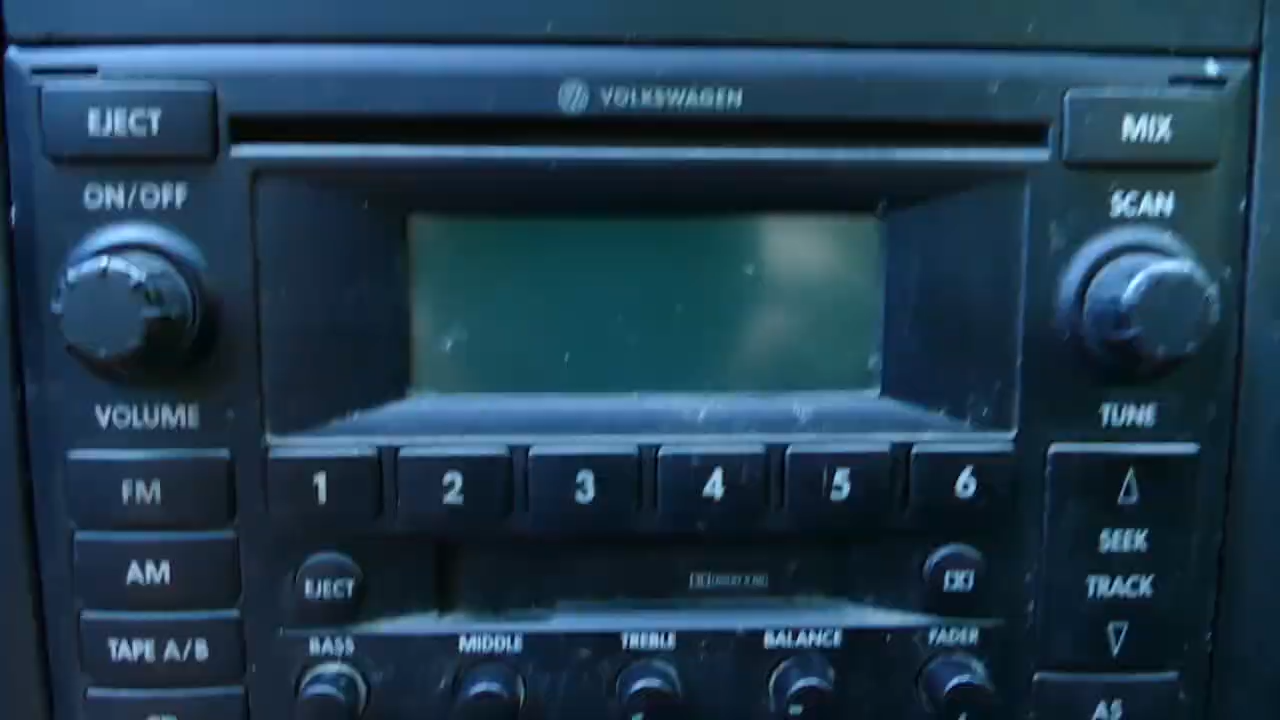 VOLKSWAGEN
EJECT
MIX
ON/OFF
SCAN
VOLUME
TUNE
FM
1 2 3 4 5 6
SEEK
AM
EJECT
TRACK
TAPE A/B
BASS MIDDLE TREBLE BALANCE FADER
AS